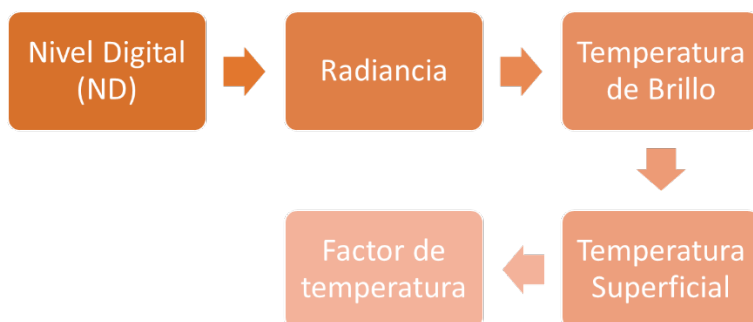 Nivel Digital
(ND)
Radiancia
Temperatura
de Brillo
Temperatura
Superficial
Factor de
temperatura